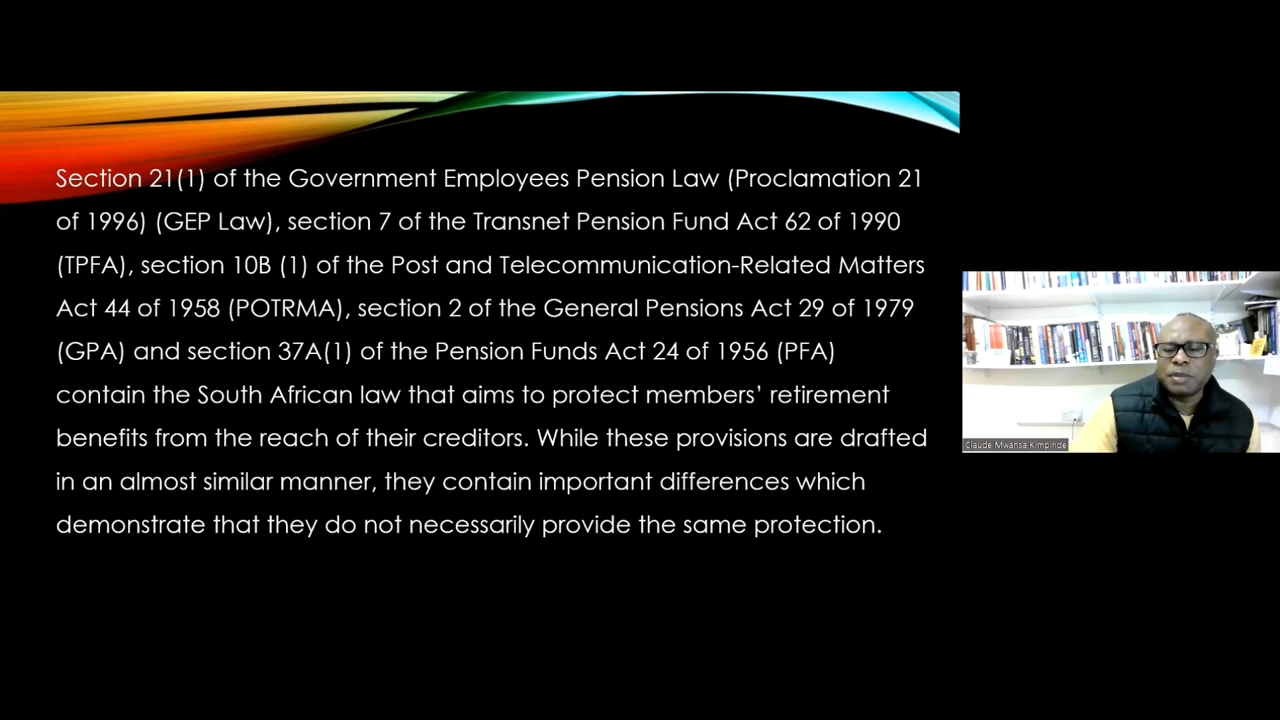 Section 21(1) of the Government Employees Pension Law (Proclamation 21
of 1996) (GEP Law), section 7 of the Transnet Pension Fund Act 62 of 1990
(TPFA), section 10B (1) of the Post and Telecommunication-Related Matters
Act 44 of 1958 (POTRMA), section 2 of the General Pensions Act 29 of 1979
(GPA) and section 37A(1) of the Pension Funds Act 24 of 1956 (PFA)
contain the South African law that aims to protect members’ retirement
benefits from the reach of their creditors. While these provisions are drafted
in an almost similar manner, they contain important differences which
demonstrate that they do not necessarily provide the same protection.
Claude Mwansa Kimpinde